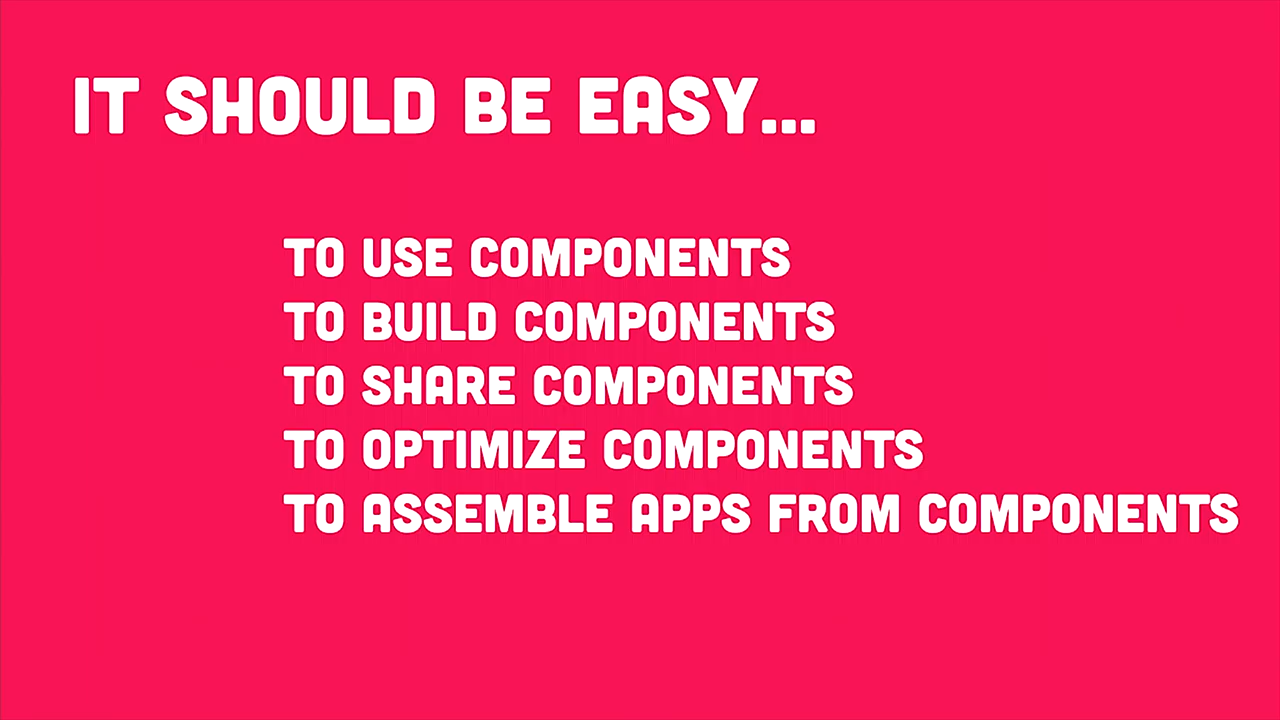 IT SHOULD BE EASY...
TO USE COMPONENTS
TO BUILD COMPONENTS
TO SHARE COMPONENTS
TO OPTIMIZE COMPONENTS
TO ASSEMBLE APPS FROM COMPONENTS